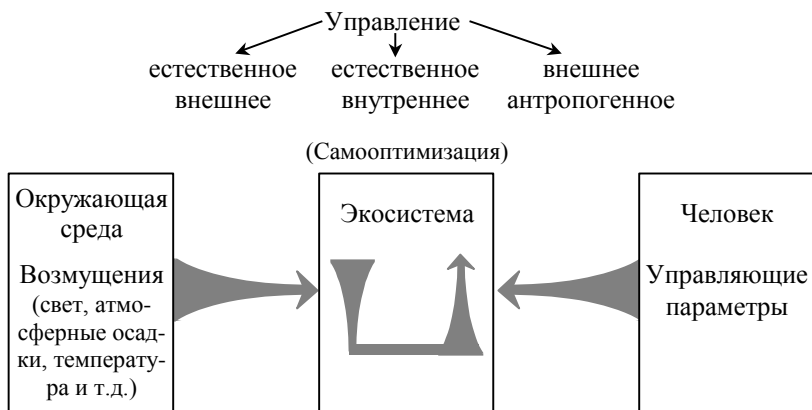 Управление
естественное
внешнее
естественное
внутреннее
внешнее
антропогенное
(Самооптимизация)
Окружающая
среда
Возмущения
(свет, атмо-
сферные осад-
ки, температу-
ра и т.д.)
Экосистема
Человек
Управляющие
параметры